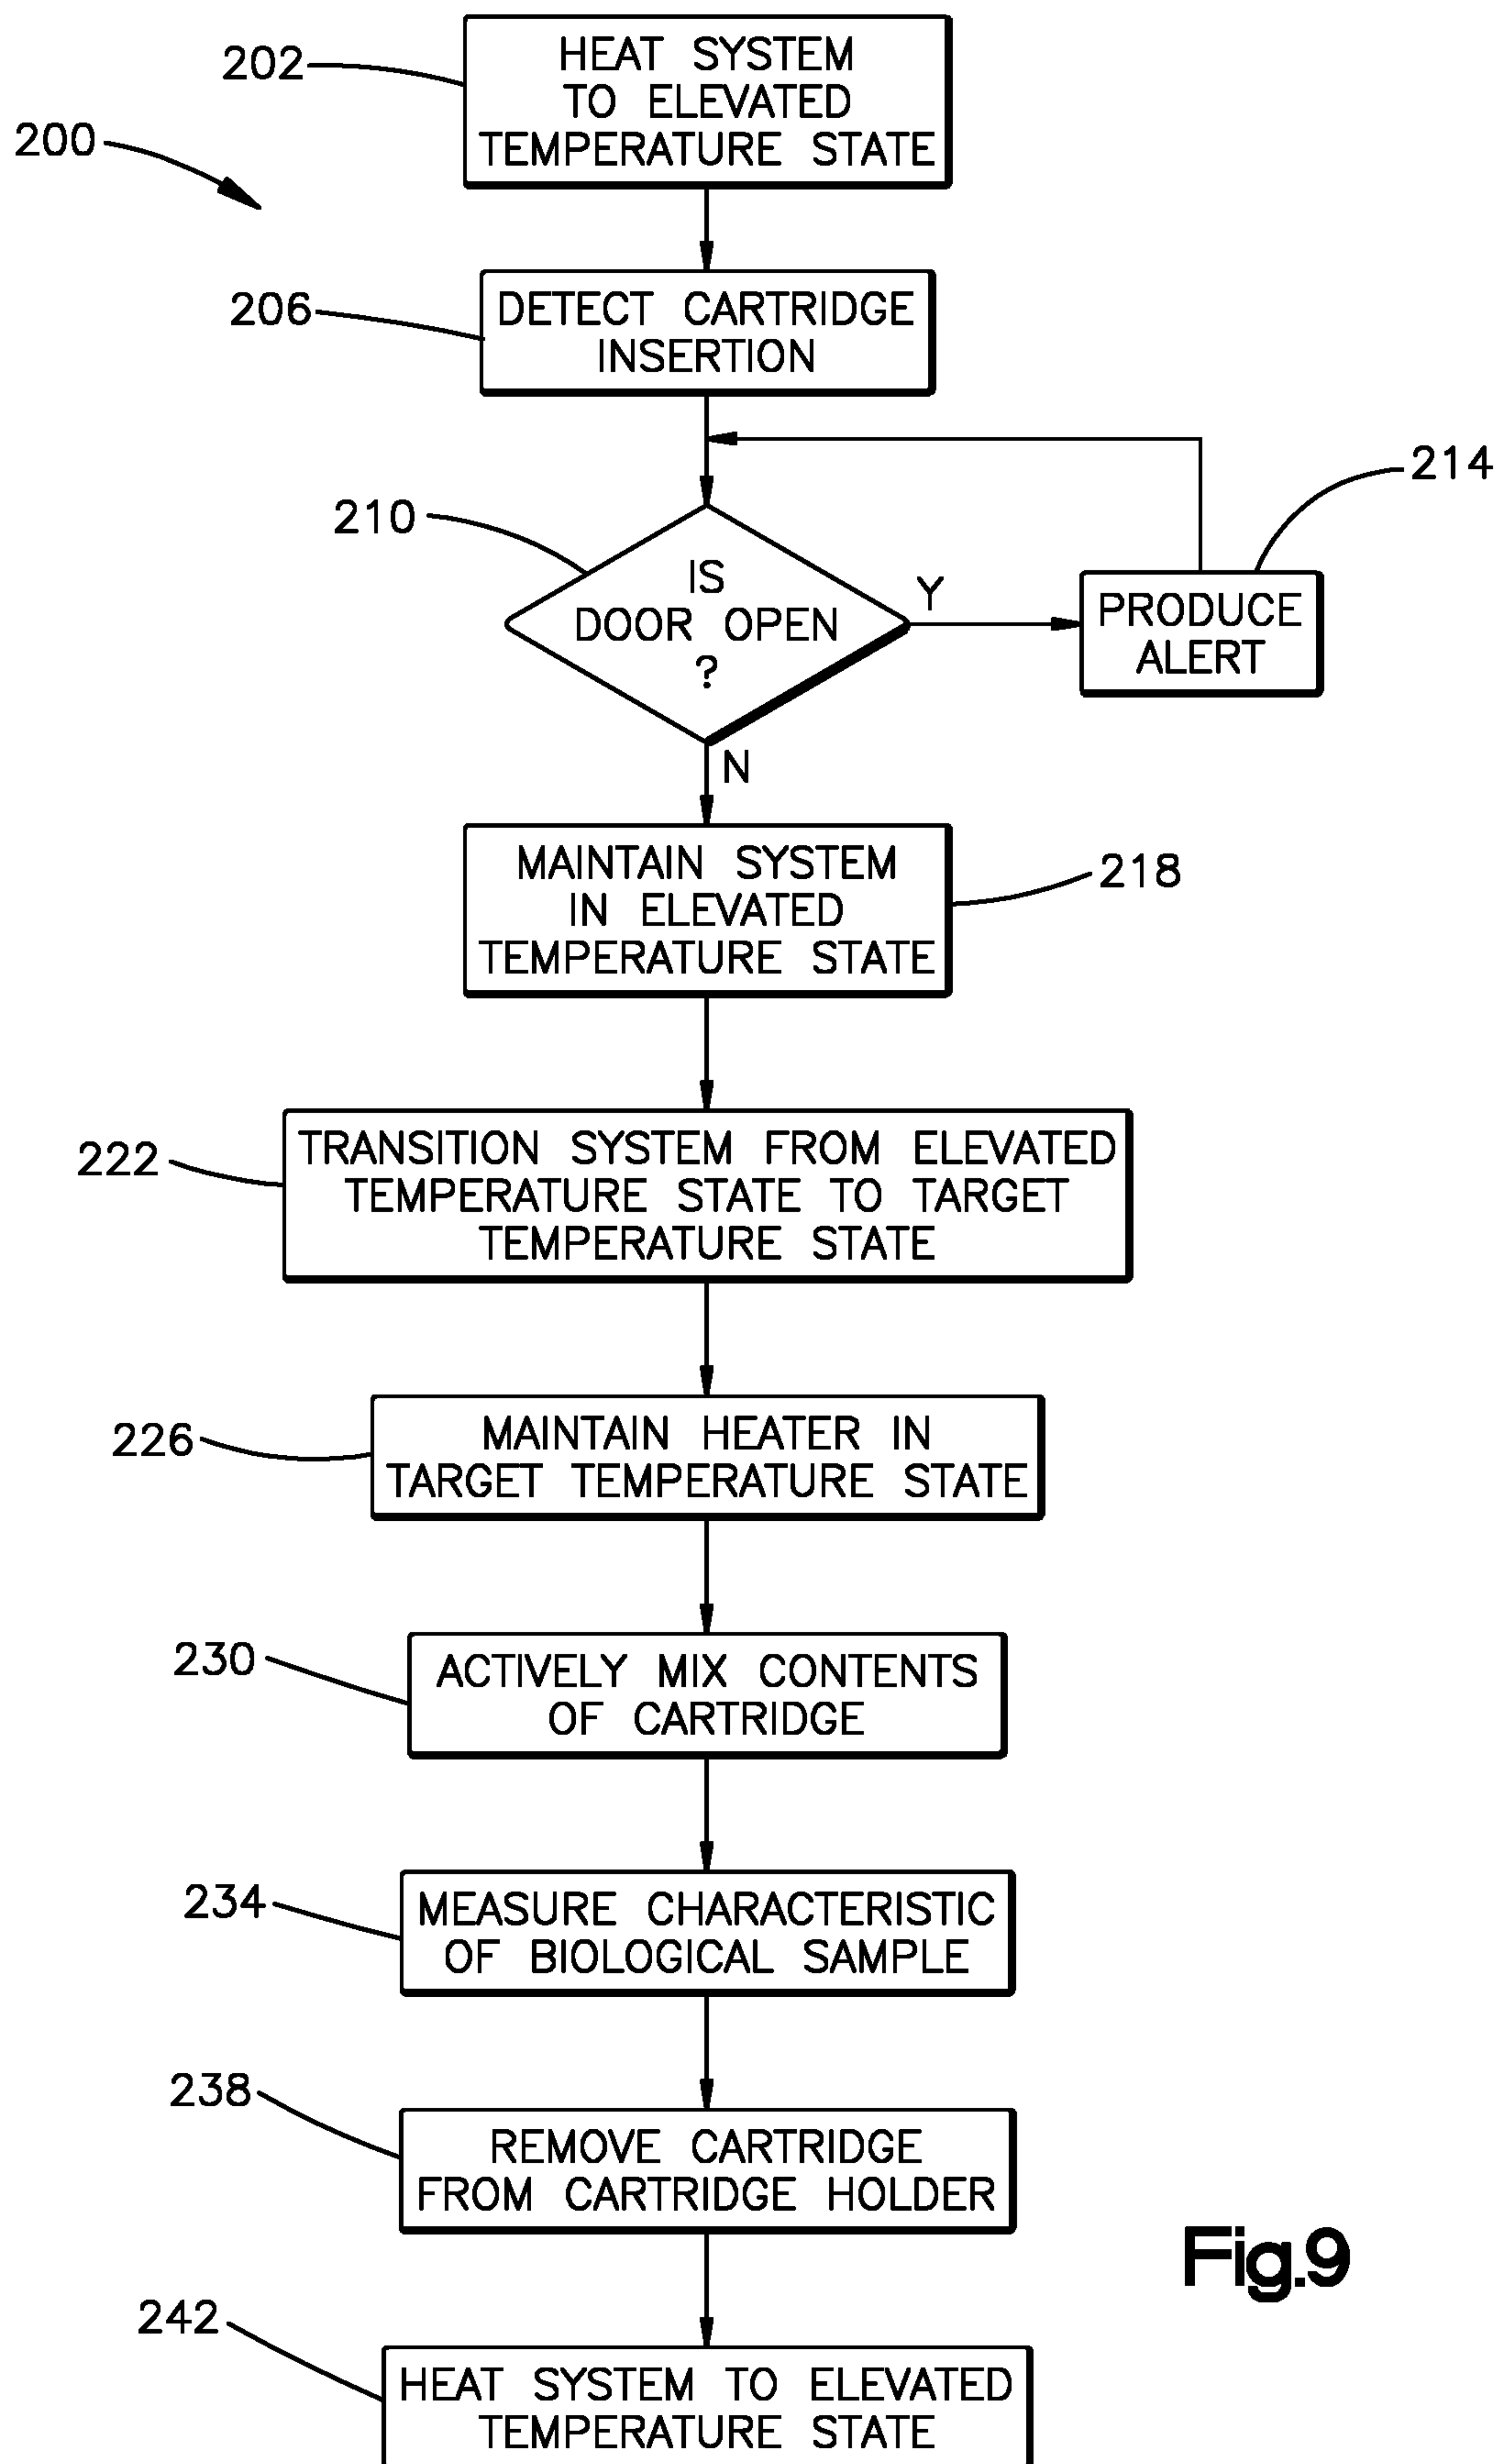 202
HEAT SYSTEM
TO ELEVATED
TEMPERATURE STATE
200
206
DETECT CARTRIDGE
INSERTION
214
210
IS
DOOR OPEN
?
Y
PRODUCE
ALERT
N
MAINTAIN SYSTEM
IN ELEVATED
TEMPERATURE STATE
218
222
TRANSITION SYSTEM FROM ELEVATED
TEMPERATURE STATE TO TARGET
TEMPERATURE STATE
226
MAINTAIN HEATER IN
TARGET TEMPERATURE STATE
230
ACTIVELY MIX CONTENTS
OF CARTRIDGE
234
MEASURE CHARACTERISTIC
OF BIOLOGICAL SAMPLE
238
REMOVE CARTRIDGE
FROM CARTRIDGE HOLDER
Fig.9
242
HEAT SYSTEM TO ELEVATED
TEMPERATURE STATE